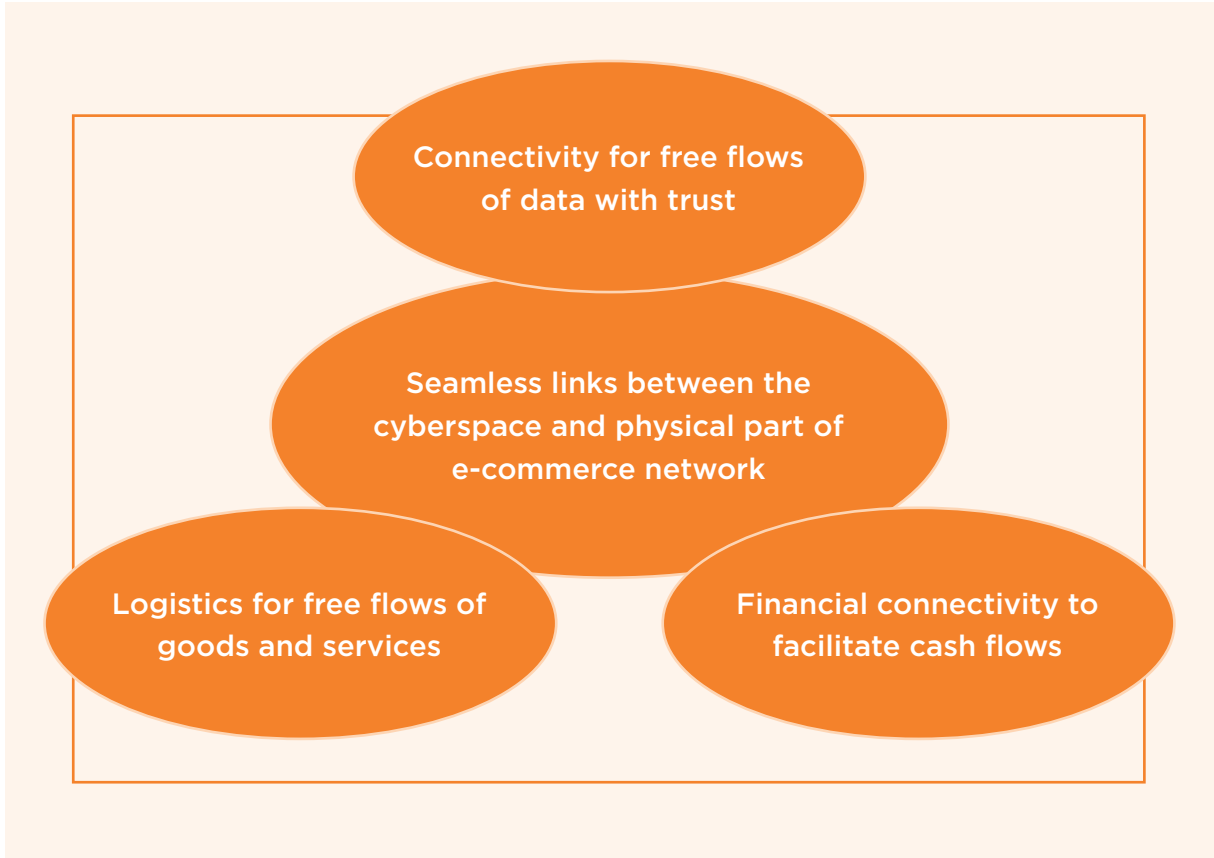 Connectivity for free flows
of data with trust
Seamless links between the
cyberspace and physical part of
e-commerce network
Logistics for free flows of
goods and services
Financial connectivity to
facilitate cash flows